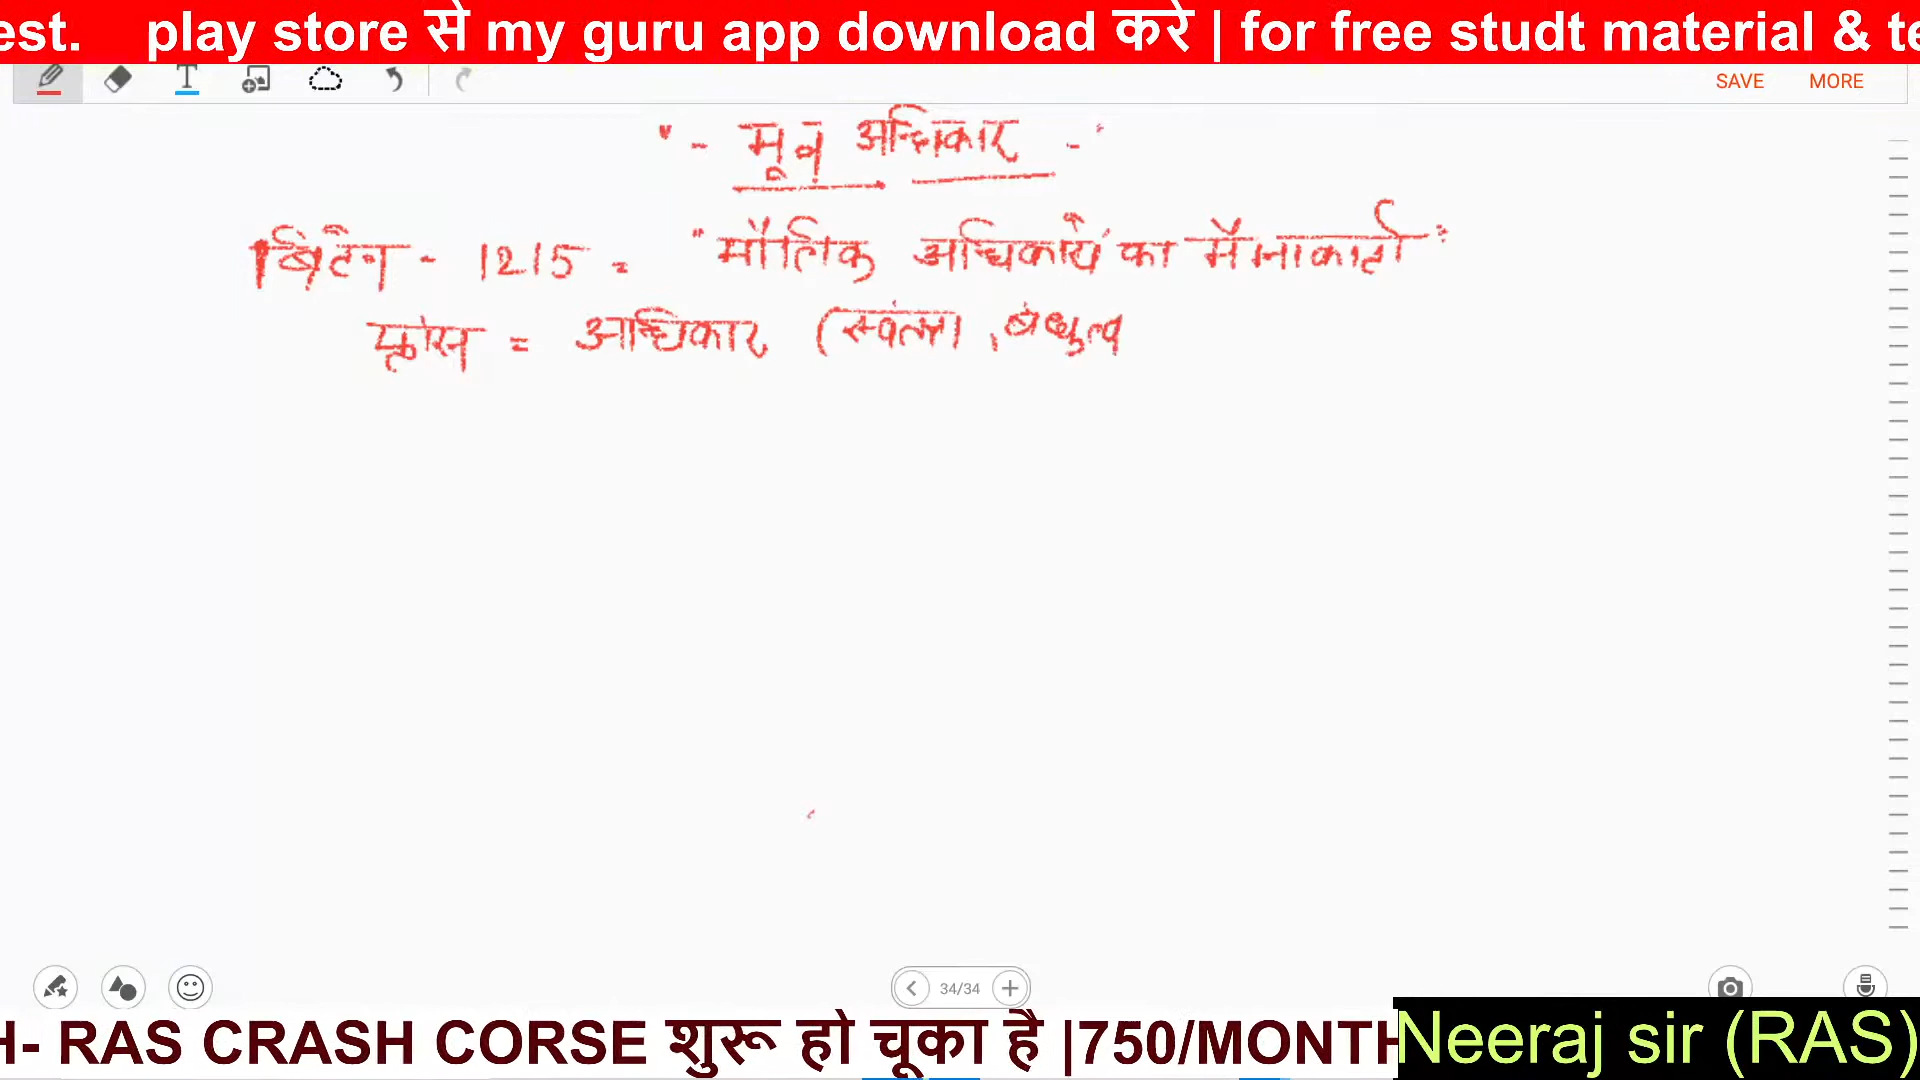 est. play store से my guru app download करे | for free studt material & te
SAVE MORE
"- मूल अधिकार -"
ब्रिटेन - 1215 = "मौलिक अधिकारों का मैग्नाकार्टा"
फ्रांस = अधिकार (स्वतंत्रता, बंधुत्व
34/34
H- RAS CRASH CORSE शुरू हो चूका है |750/MONTH
Neeraj sir (RAS)